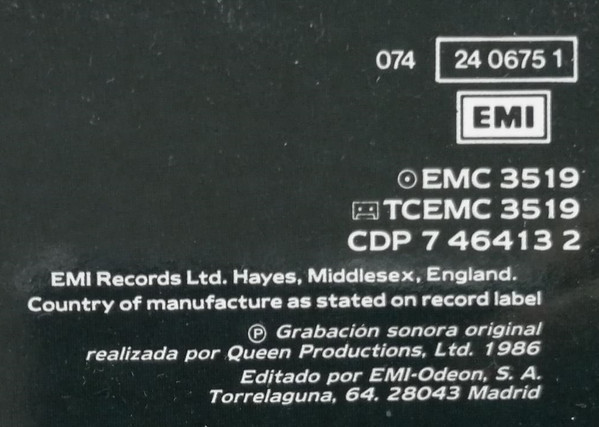 074 24 0675 1
EMI
EMC 3519
TCEMC 3519
CDP 7 46413 2
EMI Records Ltd. Hayes, Middlesex, England.
Country of manufacture as stated on record label
Ⓟ Grabación sonora original
realizada por Queen Productions, Ltd. 1986
Editado por EMI-Odeon, S. A.
Torrelaguna, 64. 28043 Madrid